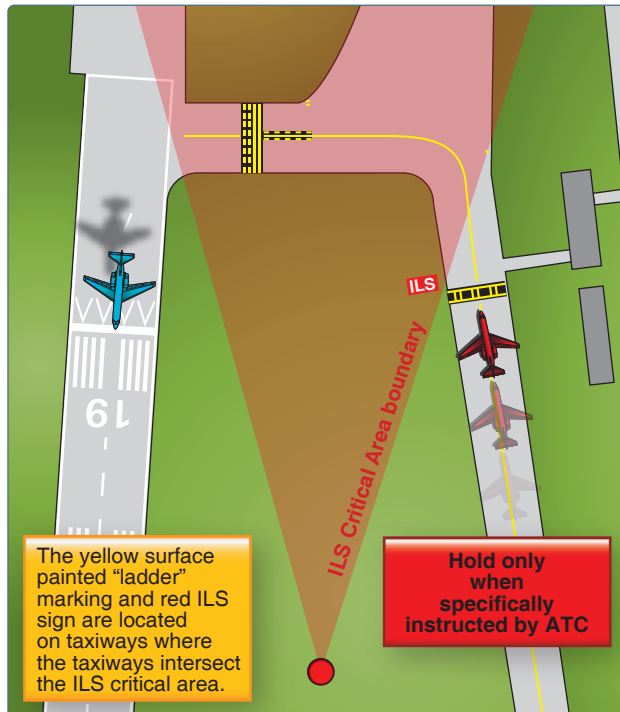 ILS
ILS Critical Area boundary
19
The yellow surface
painted “ladder”
marking and red ILS
sign are located
on taxiways where
the taxiways intersect
the ILS critical area.
Hold only
when
specifically
instructed by ATC